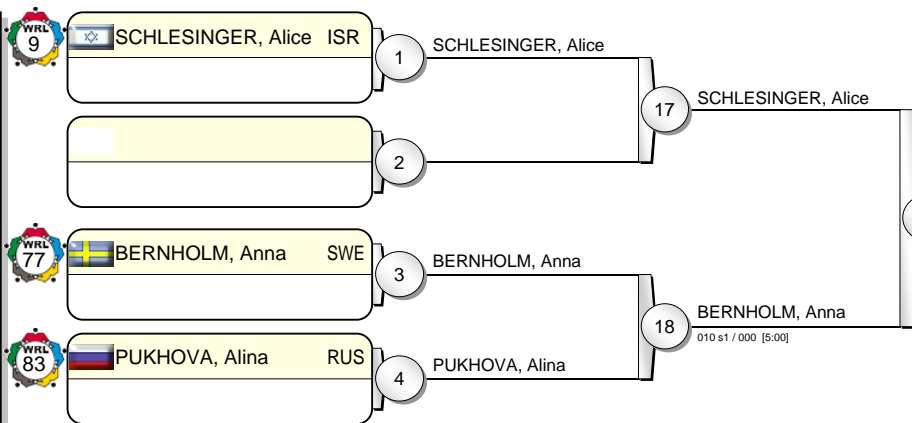 WRL
9
SCHLESINGER, Alice ISR
1
SCHLESINGER, Alice
2
17
SCHLESINGER, Alice
WRL
77
BERNHOLM, Anna SWE
3
BERNHOLM, Anna
WRL
83
PUKHOVA, Alina RUS
4
PUKHOVA, Alina
18
BERNHOLM, Anna
010 s1 / 000 [5:00]